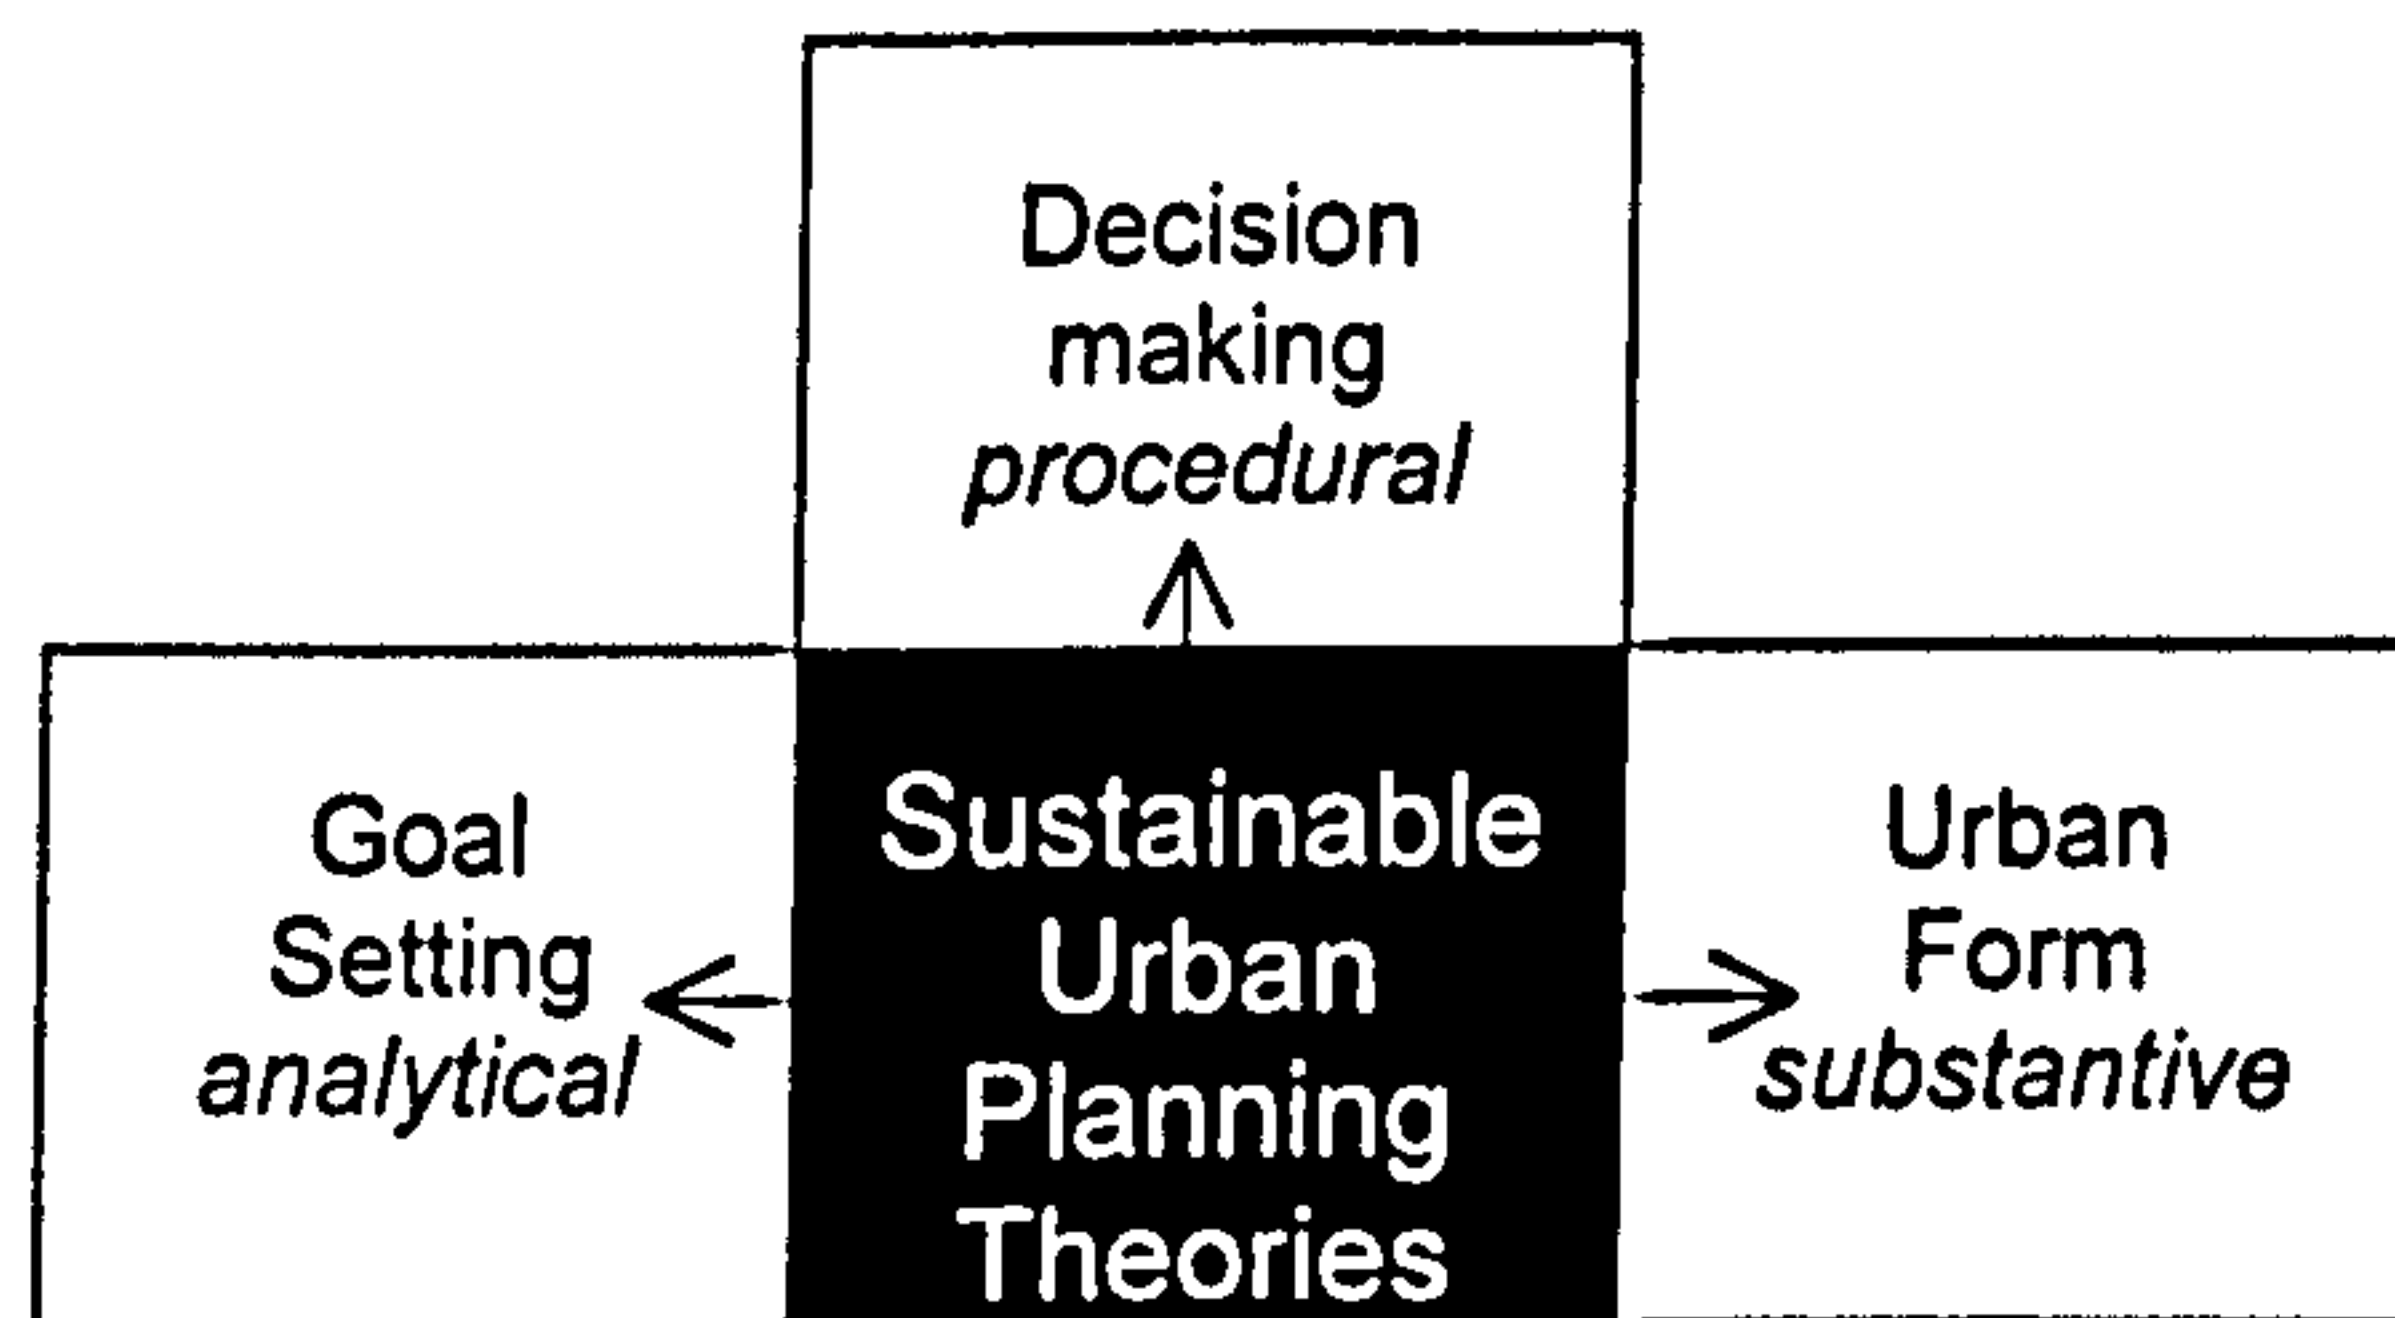 Decision
making
procedural
Goal
Setting
analytical
Sustainable
Urban
Planning
Theories
Urban
Form
substantive